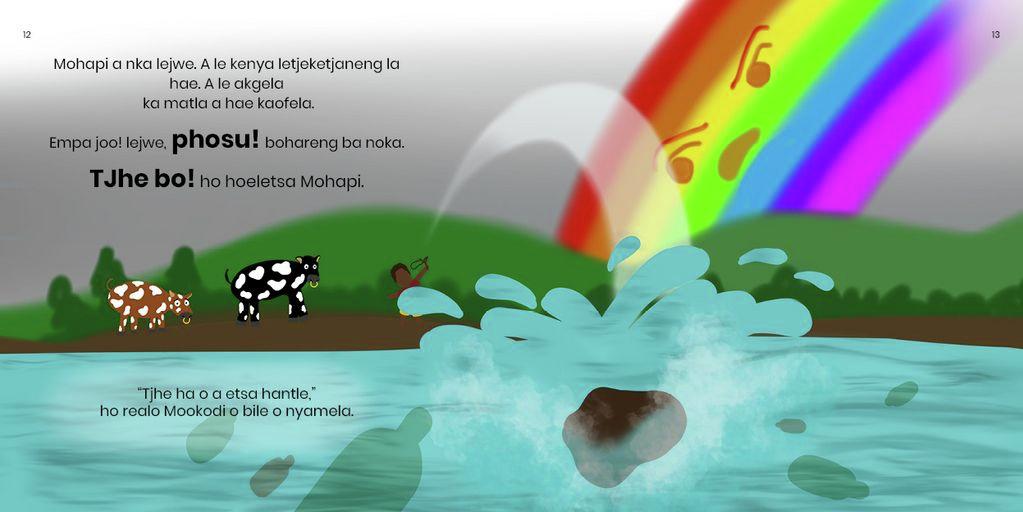 12
13
Mohapi a nka lejwe. A le kenya letjeketjaneng la
hae. A le akgela
ka matla a hae kaofela.
Empa joo! lejwe, phosu! bohareng ba noka.
TJhe bo! ho hoeletsa Mohapi.
“Tjhe ha o a etsa hantle,”
ho realo Mookodi o bile o nyamela.